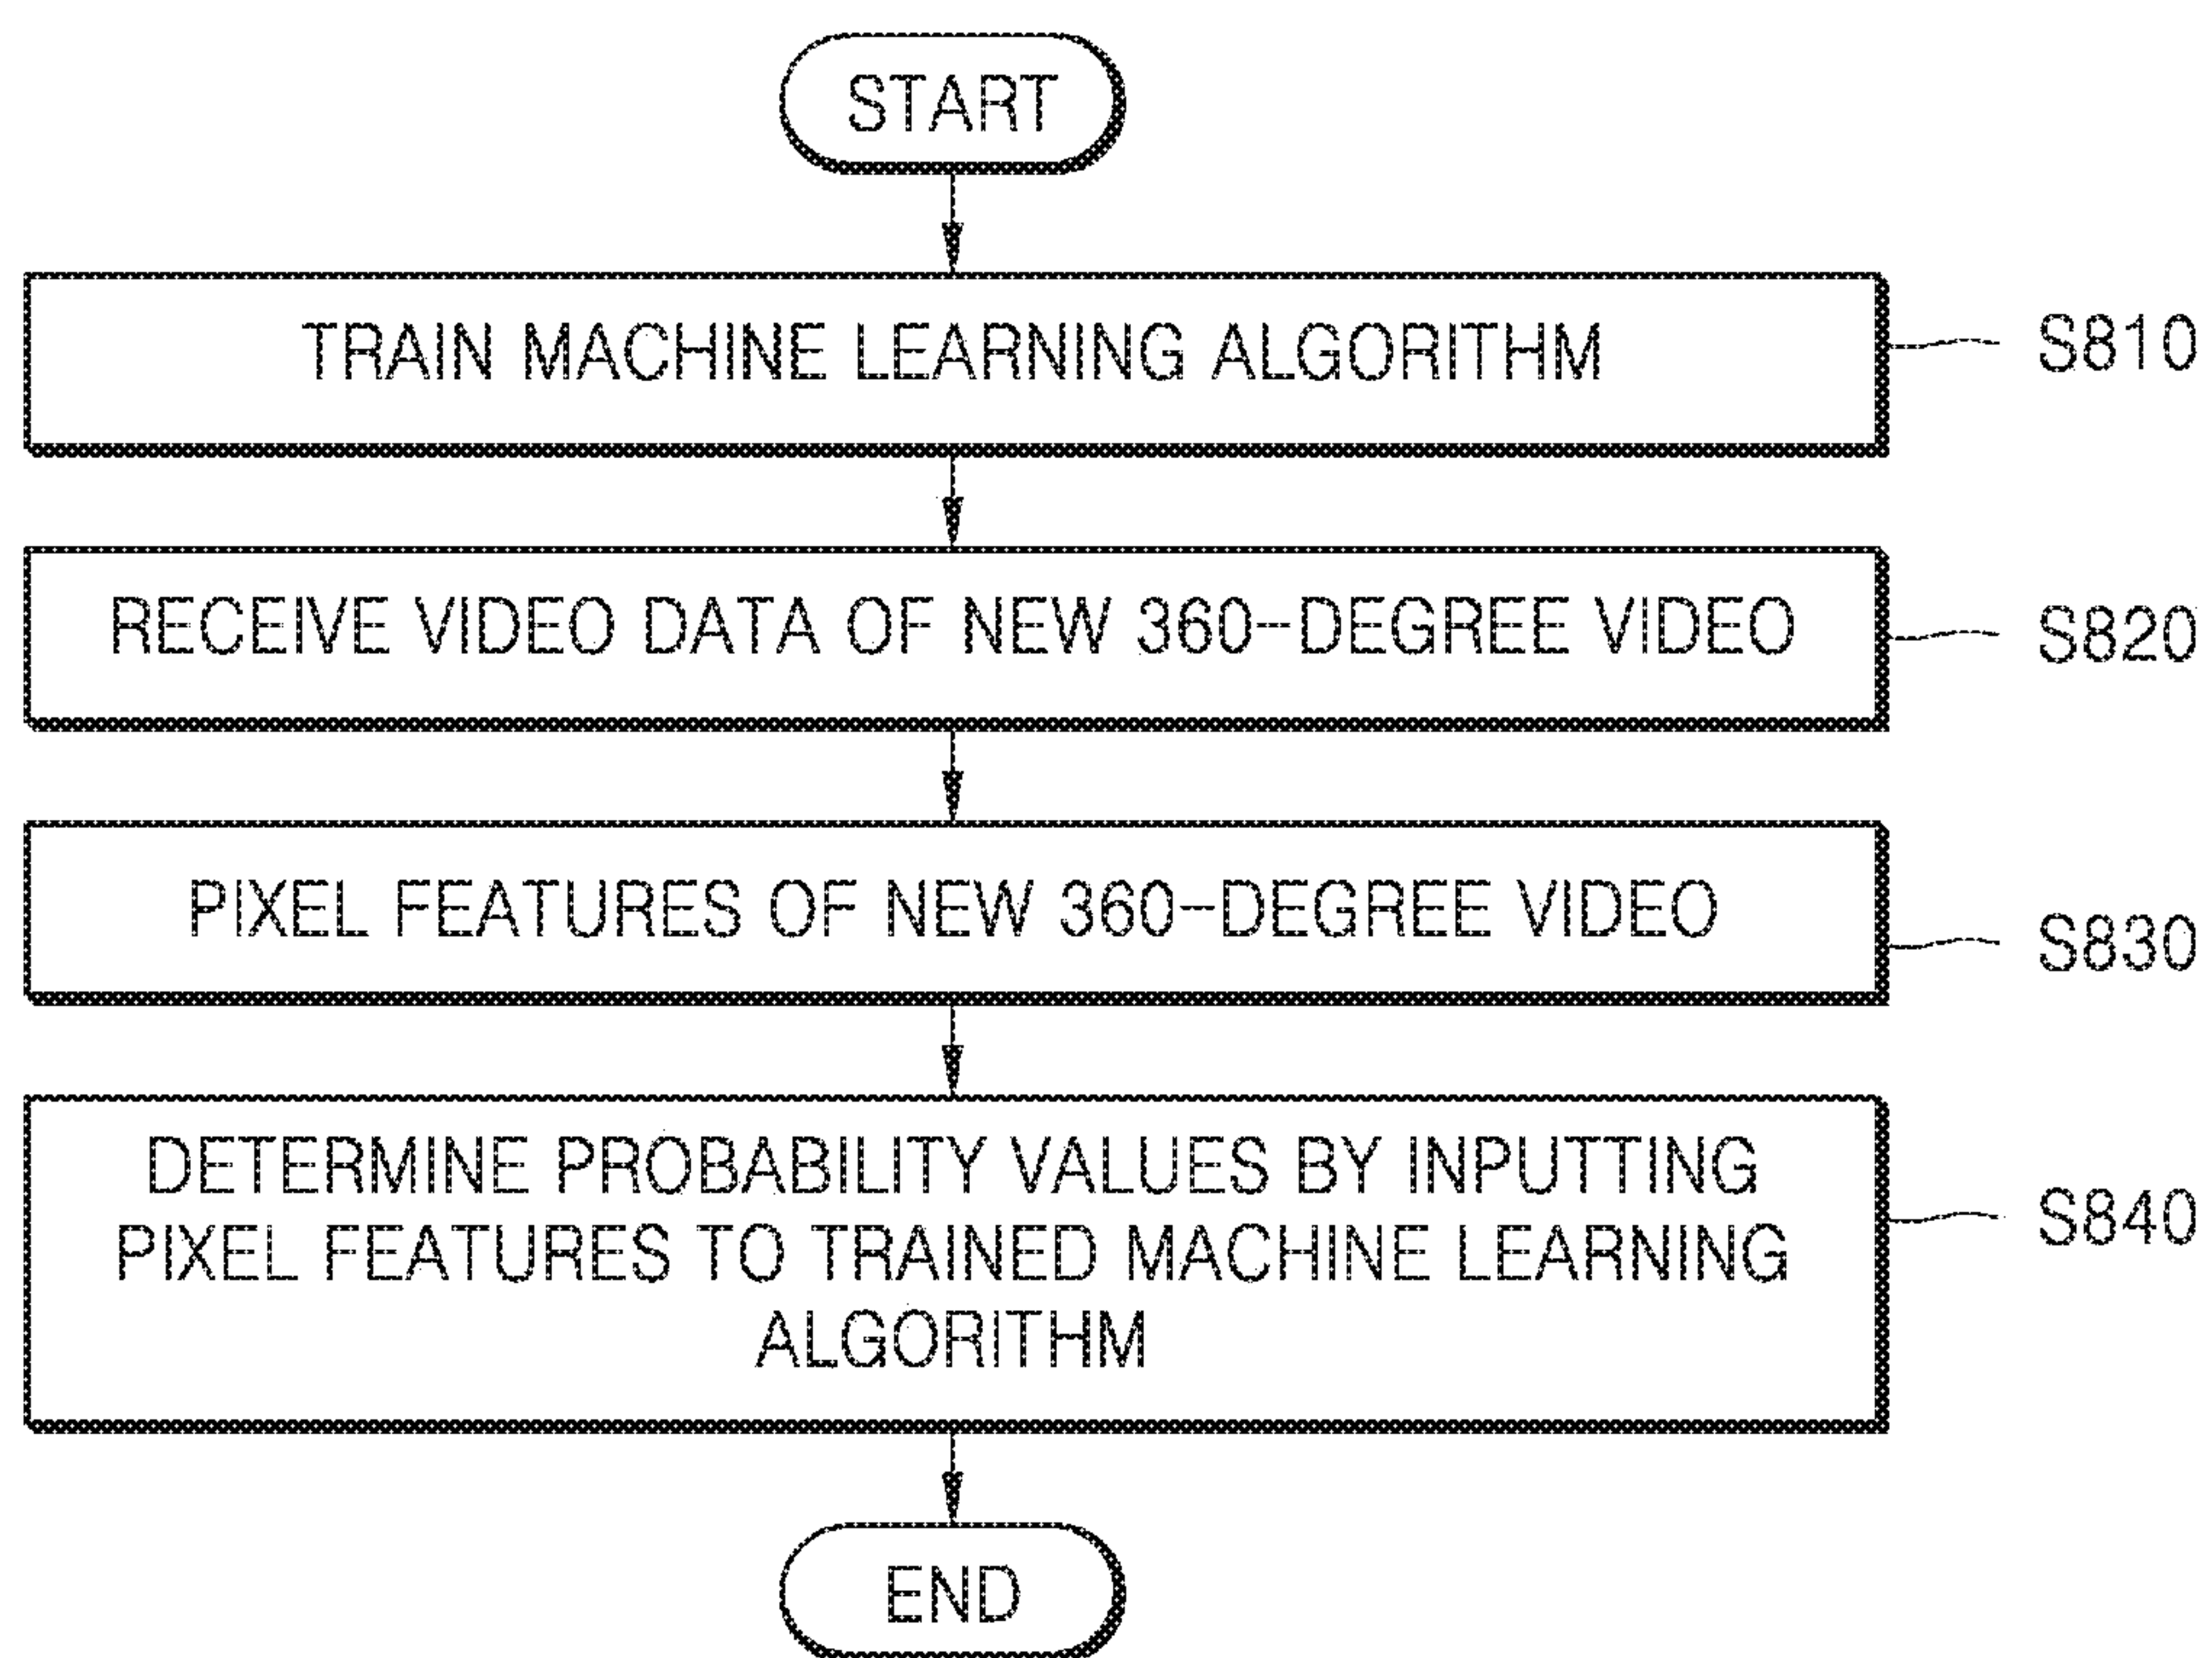 START
TRAIN MACHINE LEARNING ALGORITHM
S810
RECEIVE VIDEO DATA OF NEW 360-DEGREE VIDEO
S820
PIXEL FEATURES OF NEW 360-DEGREE VIDEO
S830
DETERMINE PROBABILITY VALUES BY INPUTTING
PIXEL FEATURES TO TRAINED MACHINE LEARNING
ALGORITHM
S840
END